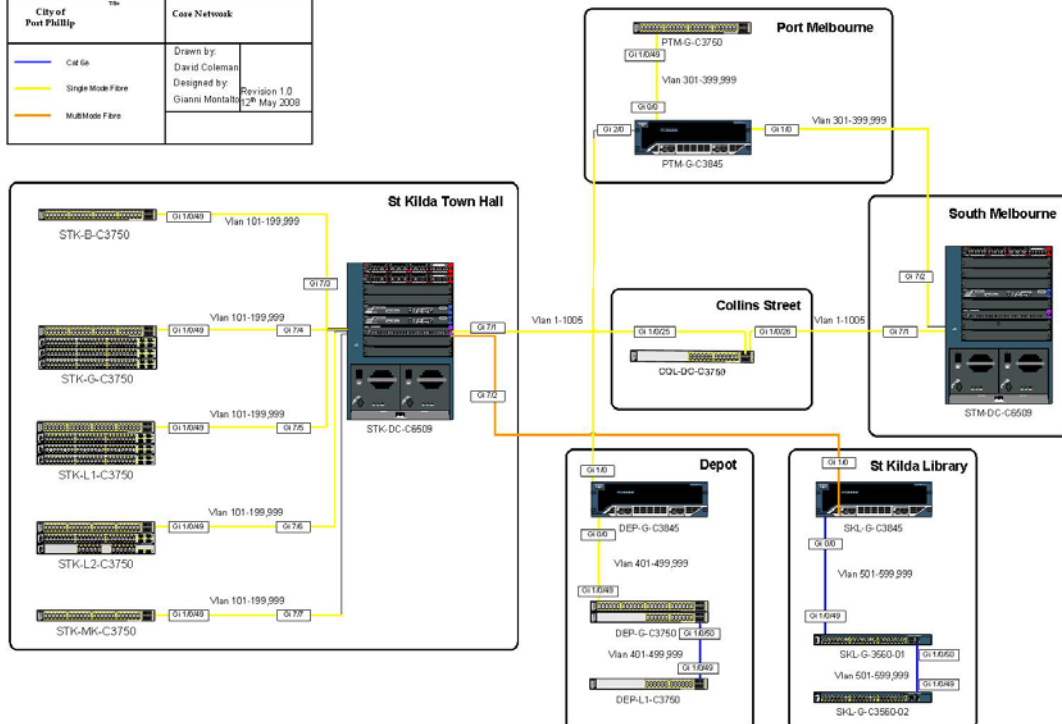 Title
City of
Port Phillip
Core Network
Cat 6e
Single Mode Fibre
MultiMode Fibre
Drawn by:
David Coleman
Designed by:
Gianni Montalto
Revision 1.0
12th May 2008
Port Melbourne
PTM-G-C3750
Gi 1/0/49
Vlan 301-399,999
Gi 0/0
Gi 2/0
Gi 1/0
Vlan 301-399,999
PTM-G-C3845
St Kilda Town Hall
STK-B-C3750
Gi 1/0/49
Vlan 101-199,999
Gi 7/3
STK-G-C3750
Gi 1/0/49
Vlan 101-199,999
Gi 7/4
STK-L1-C3750
Gi 1/0/49
Vlan 101-199,999
Gi 7/5
STK-L2-C3750
Gi 1/0/49
Vlan 101-199,999
Gi 7/6
STK-MK-C3750
Gi 1/0/49
Vlan 101-199,999
Gi 7/7
STK-DC-C6509
Gi 7/1
Gi 7/2
Vlan 1-1005
Collins Street
Gi 1/0/25
Gi 1/0/26
COL-DC-C3750
Vlan 1-1005
South Melbourne
Gi 7/2
Gi 7/1
STM-DC-C6509
Depot
Gi 1/0
DEP-G-C3845
Gi 0/0
Vlan 401-499,999
Gi 1/0/49
DEP-G-C3750
Gi 1/0/50
Vlan 401-499,999
Gi 1/0/49
DEP-L1-C3750
St Kilda Library
Gi 1/0
SKL-G-C3845
Gi 0/0
Vlan 501-599,999
Gi 1/0/49
SKL-G-3560-01
Gi 1/0/50
Vlan 501-599,999
Gi 1/0/49
SKL-G-C3560-02